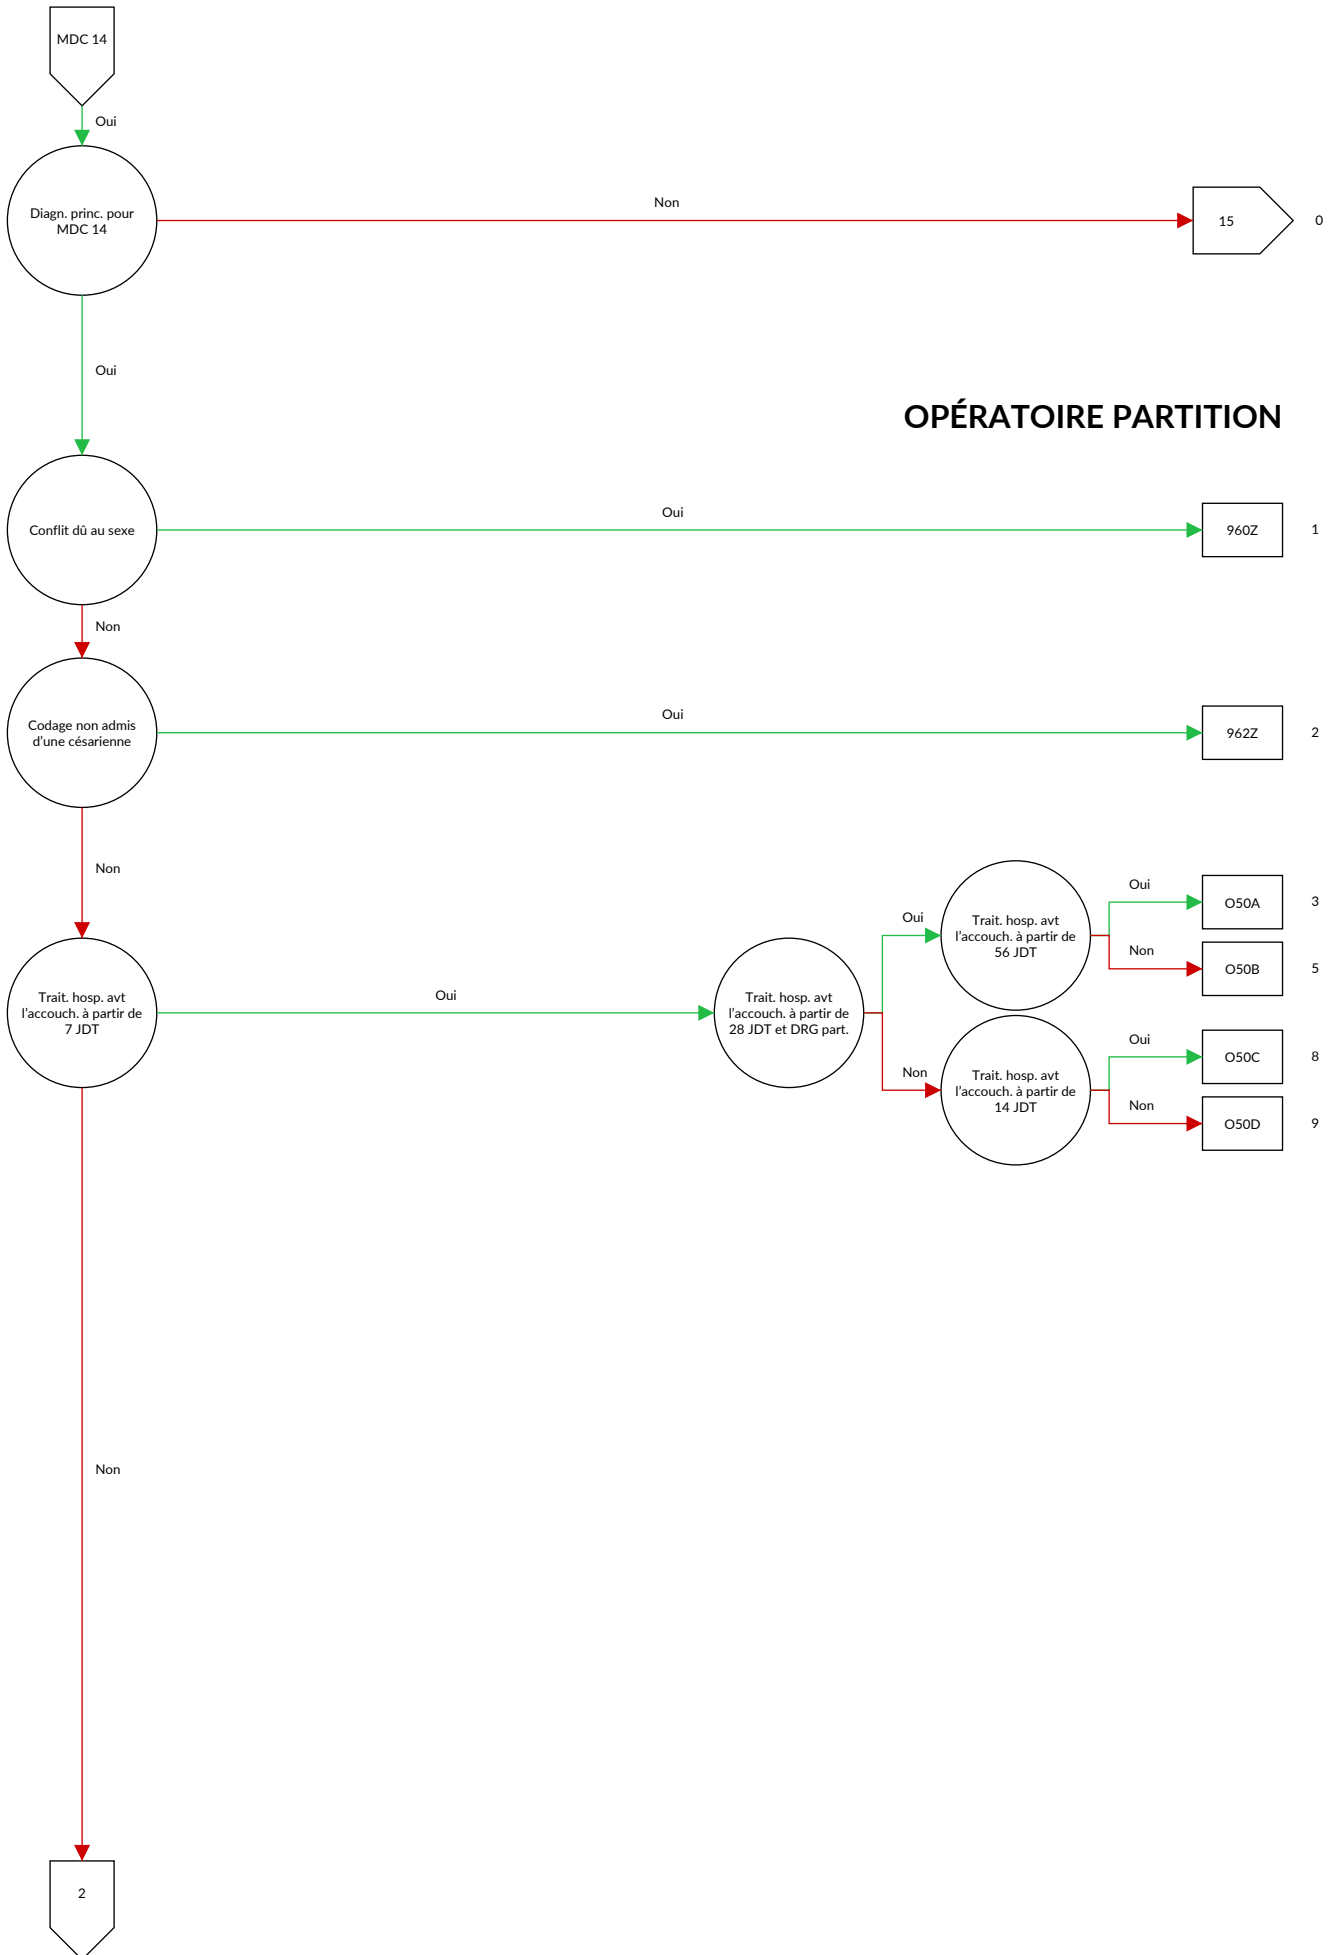 MDC 14
Oui
Diagn. princ. pour
MDC 14
Non
15
0
Oui
OPÉRATOIRE PARTITION
Conflit dû au sexe
Oui
960Z
1
Non
Codage non admis
d'une césarienne
Oui
962Z
2
Non
Trait. hosp. avt
l'accouch. à partir de
7 JDT
Oui
Trait. hosp. avt
l'accouch. à partir de
28 JDT et DRG part.
Oui
Trait. hosp. avt
l'accouch. à partir de
56 JDT
Oui
O50A
3
Non
O50B
5
Non
Trait. hosp. avt
l'accouch. à partir de
14 JDT
Oui
O50C
8
Non
O50D
9
Non
2